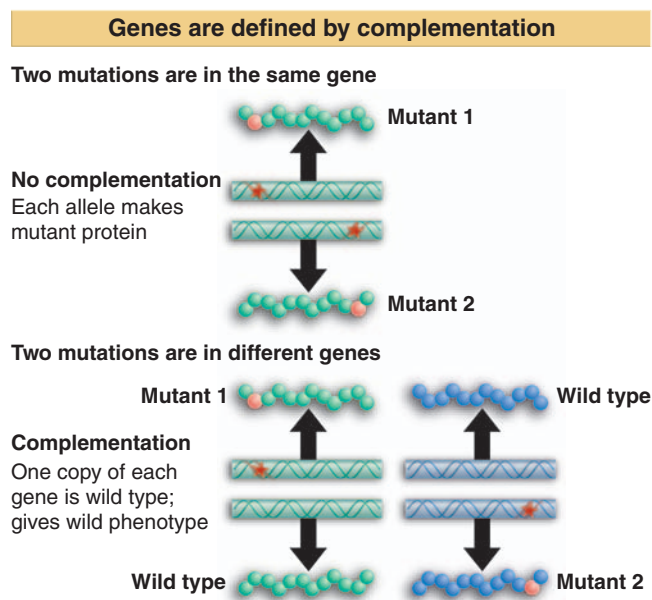 Genes are defined by complementation
Two mutations are in the same gene
Mutant 1
No complementation
Each allele makes
mutant protein
Mutant 2
Two mutations are in different genes
Mutant 1
Wild type
Complementation
One copy of each
gene is wild type;
gives wild phenotype
Wild type
Mutant 2